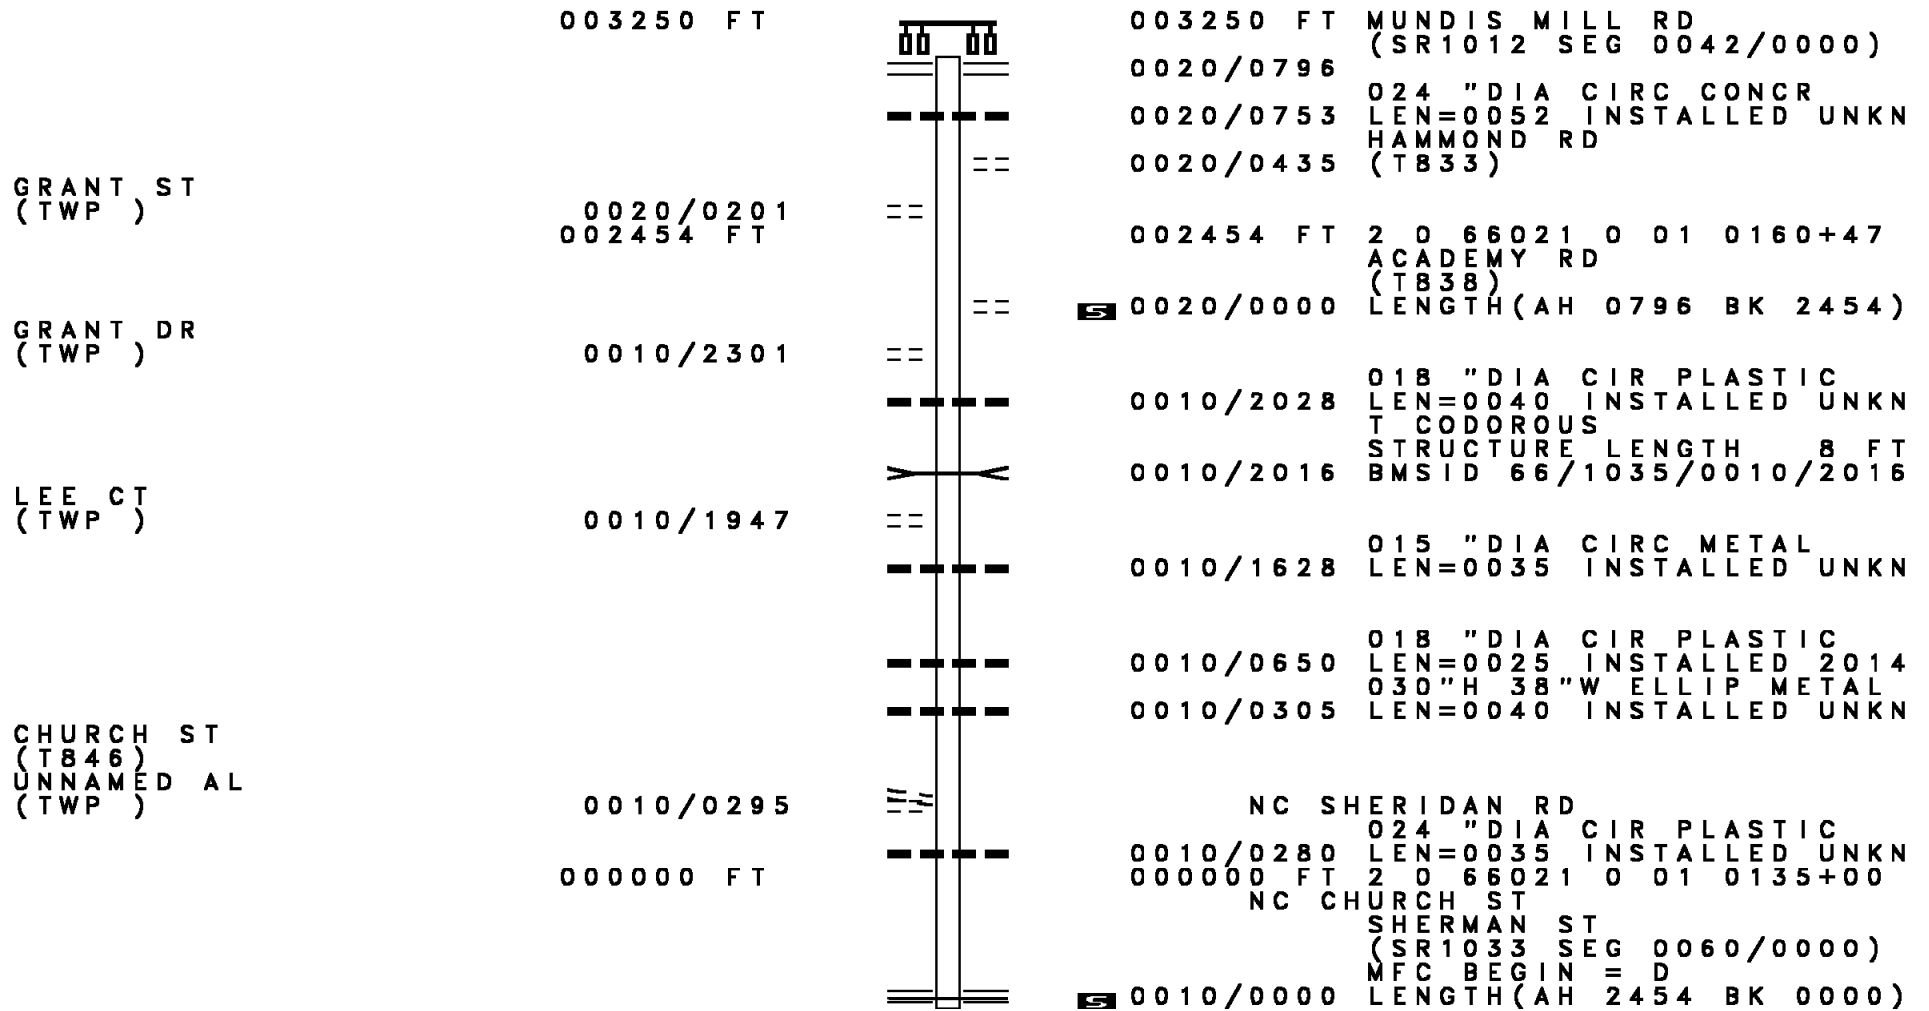 003250 FT 003250 FT MUNDIS MILL RD
(SR1012 SEG 0042/0000)
0020/0796
024 "DIA CIRC CONCR
0020/0753 LEN=0052 INSTALLED UNKN
HAMMOND RD
0020/0435 (T833)
GRANT ST
(TWP ) 0020/0201
002454 FT 002454 FT 2 0 66021 0 01 0160+47
ACADEMY RD
(T838)
S 0020/0000 LENGTH(AH 0796 BK 2454)
GRANT DR
(TWP ) 0010/2301
018 "DIA CIR PLASTIC
0010/2028 LEN=0040 INSTALLED UNKN
T CODOROUS
STRUCTURE LENGTH 8 FT
0010/2016 BMSID 66/1035/0010/2016
LEE CT
(TWP ) 0010/1947
015 "DIA CIRC METAL
0010/1628 LEN=0035 INSTALLED UNKN
018 "DIA CIR PLASTIC
0010/0650 LEN=0025 INSTALLED 2014
030"H 38"W ELLIP METAL
0010/0305 LEN=0040 INSTALLED UNKN
CHURCH ST
(T846)
UNNAMED AL
(TWP ) 0010/0295 NC SHERIDAN RD
024 "DIA CIR PLASTIC
0010/0280 LEN=0035 INSTALLED UNKN
000000 FT 000000 FT 2 0 66021 0 01 0135+00
NC CHURCH ST
SHERMAN ST
(SR1033 SEG 0060/0000)
MFC BEGIN = D
S 0010/0000 LENGTH(AH 2454 BK 0000)